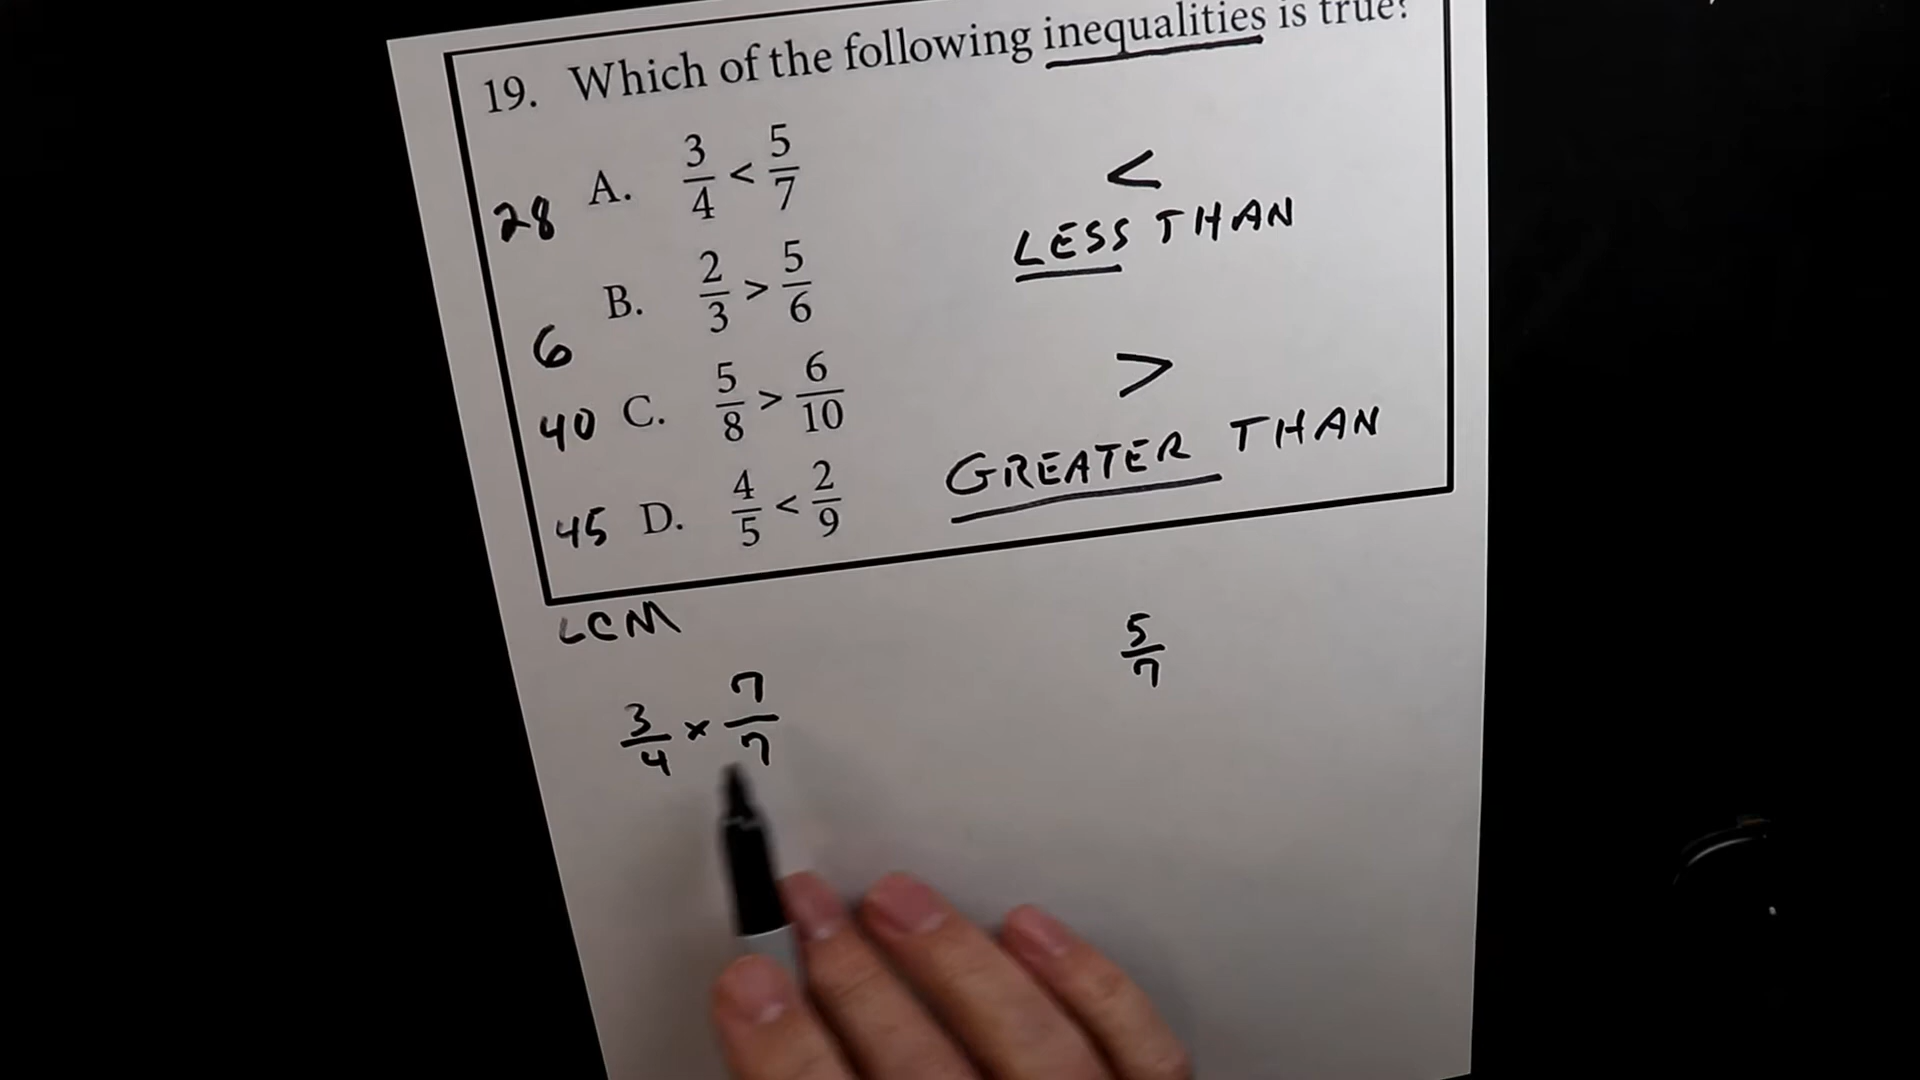 19. Which of the following inequalities is true?
28 A. 3/4 < 5/7
6 B. 2/3 > 5/6
40 C. 5/8 > 6/10
45 D. 4/5 < 2/9
<
LESS THAN
>
GREATER THAN
LCM
3/4 × 7/7
5/7